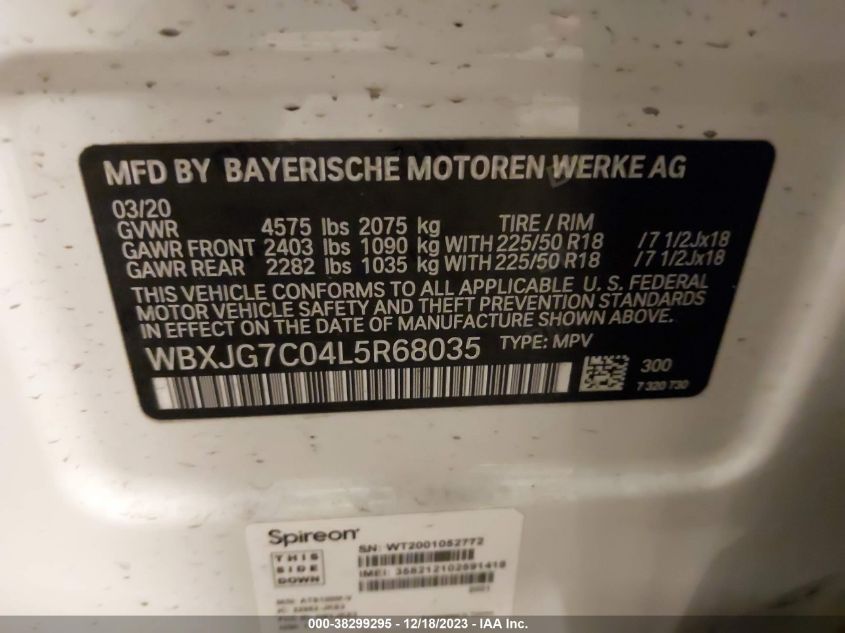 MFD BY BAYERISCHE MOTOREN WERKE AG
03/20
GVWR 4575 lbs 2075 kg TIRE / RIM
GAWR FRONT 2403 lbs 1090 kg WITH 225/50 R18 / 7 1/2Jx18
GAWR REAR 2282 lbs 1035 kg WITH 225/50 R18 / 7 1/2Jx18
THIS VEHICLE CONFORMS TO ALL APPLICABLE U. S. FEDERAL
MOTOR VEHICLE SAFETY AND THEFT PREVENTION STANDARDS
IN EFFECT ON THE DATE OF MANUFACTURE SHOWN ABOVE.
WBXJG7C04L5R68035 TYPE: MPV
300
7 320 730
Spireon
SN: WT2001052772
THIS
SIDE
DOWN
IMEI: 358212102691418
000-38299295 - 12/18/2023 - IAA Inc.